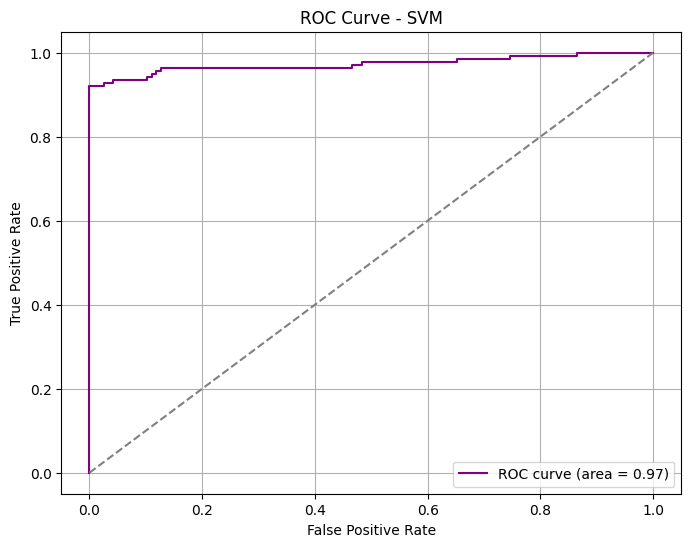 ROC Curve - SVM
1.0
0.8
0.6
0.4
0.2
0.0
True Positive Rate
ROC curve (area = 0.97)
0.0 0.2 0.4 0.6 0.8 1.0
False Positive Rate